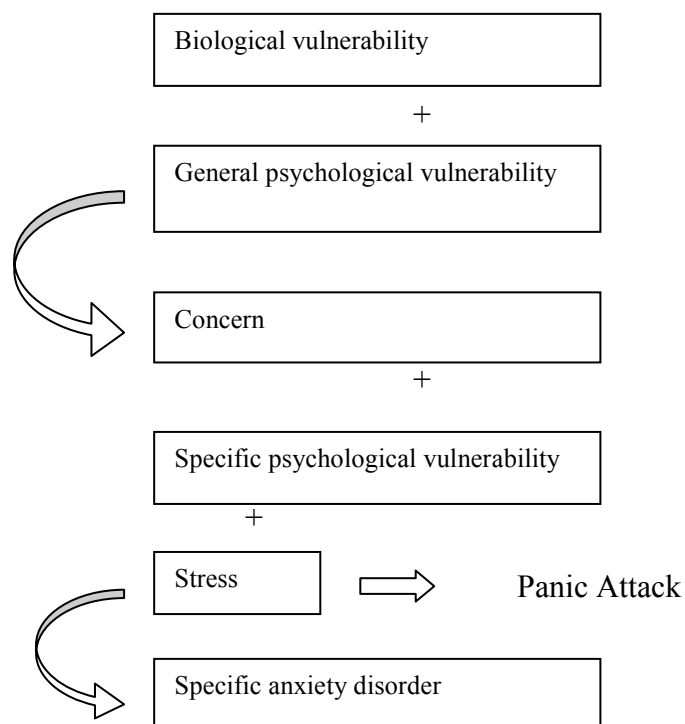 Biological vulnerability
+
General psychological vulnerability
Concern
+
Specific psychological vulnerability
+
Stress
Panic Attack
Specific anxiety disorder